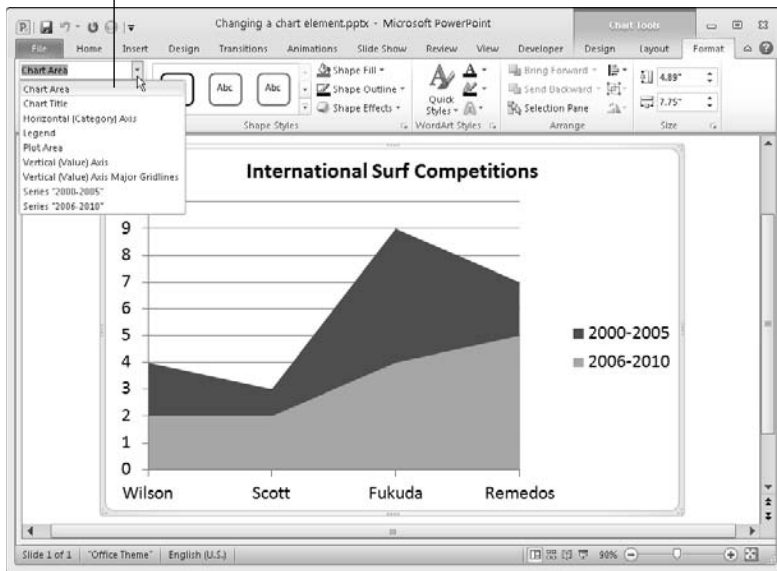 Changing a chart element.pptx - Microsoft PowerPoint
Chart Tools
File Home Insert Design Transitions Animations Slide Show Review View Developer Design Layout Format
Chart Area
Chart Area
Chart Title
Horizontal (Category) Axis
Legend
Plot Area
Vertical (Value) Axis
Vertical (Value) Axis Major Gridlines
Series "2000-2005"
Series "2006-2010"
Abc Abc
Shape Fill
Shape Outline
Shape Effects
Shape Styles
Quick
Styles
WordArt Styles
Bring Forward
Send Backward
Selection Pane
Arrange
4.89"
7.75"
Size
International Surf Competitions
9
8
7
6
5
4
3
2
1
0
Wilson Scott Fukuda Remedos
2000-2005
2006-2010
Slide 1 of 1 "Office Theme" English (U.S.) 90%